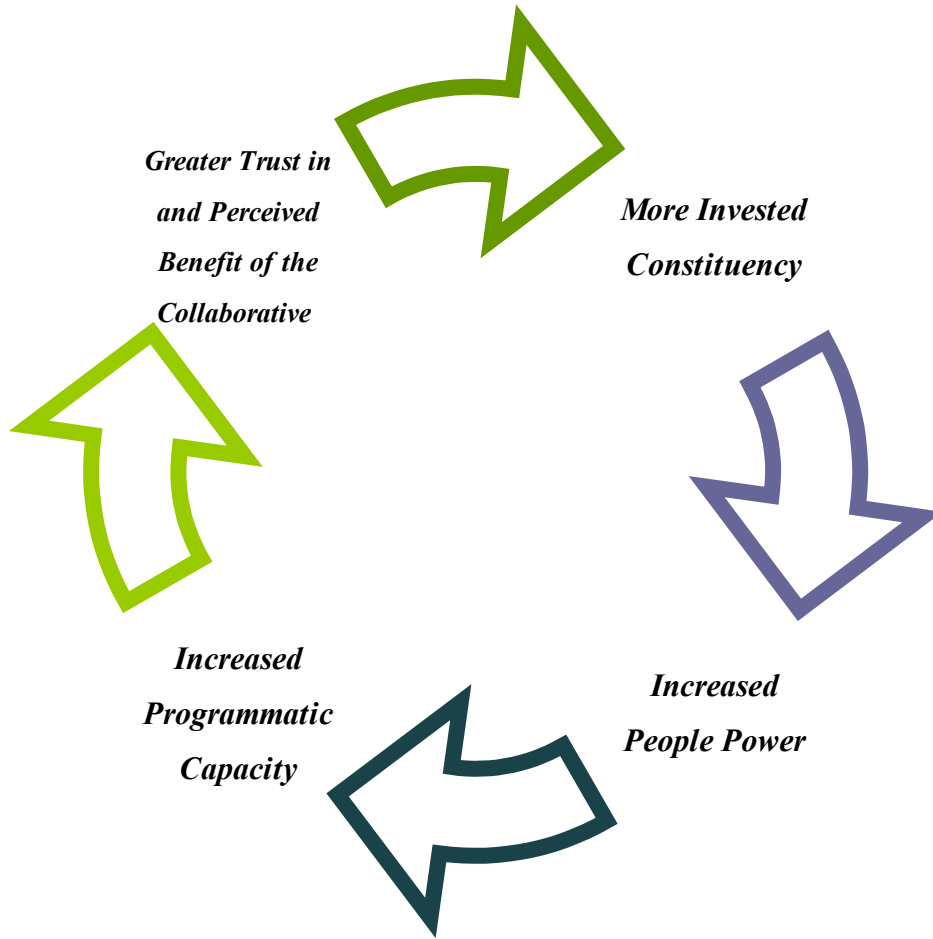 Greater Trust in
and Perceived
Benefit of the
Collaborative
More Invested
Constituency
Increased
People Power
Increased
Programmatic
Capacity